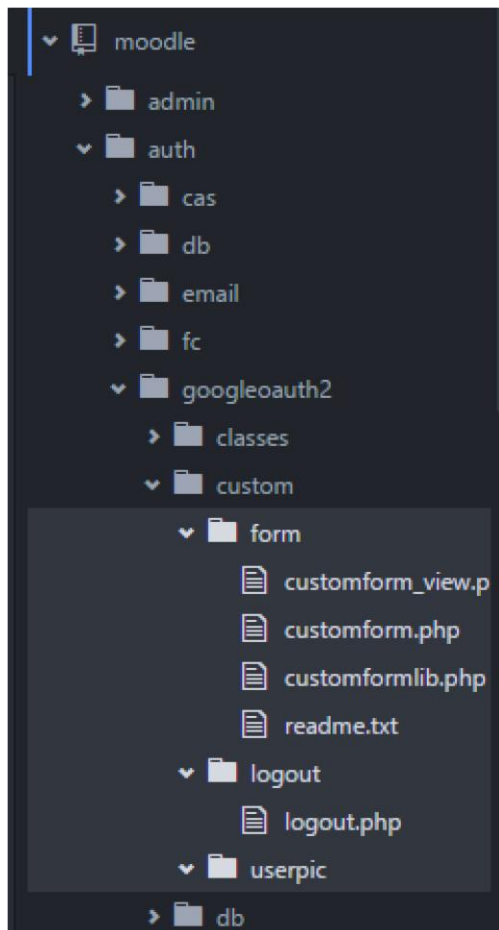 moodle
admin
auth
cas
db
email
fc
googleoauth2
classes
custom
form
customform_view.p
customform.php
customformlib.php
readme.txt
logout
logout.php
userpic
db